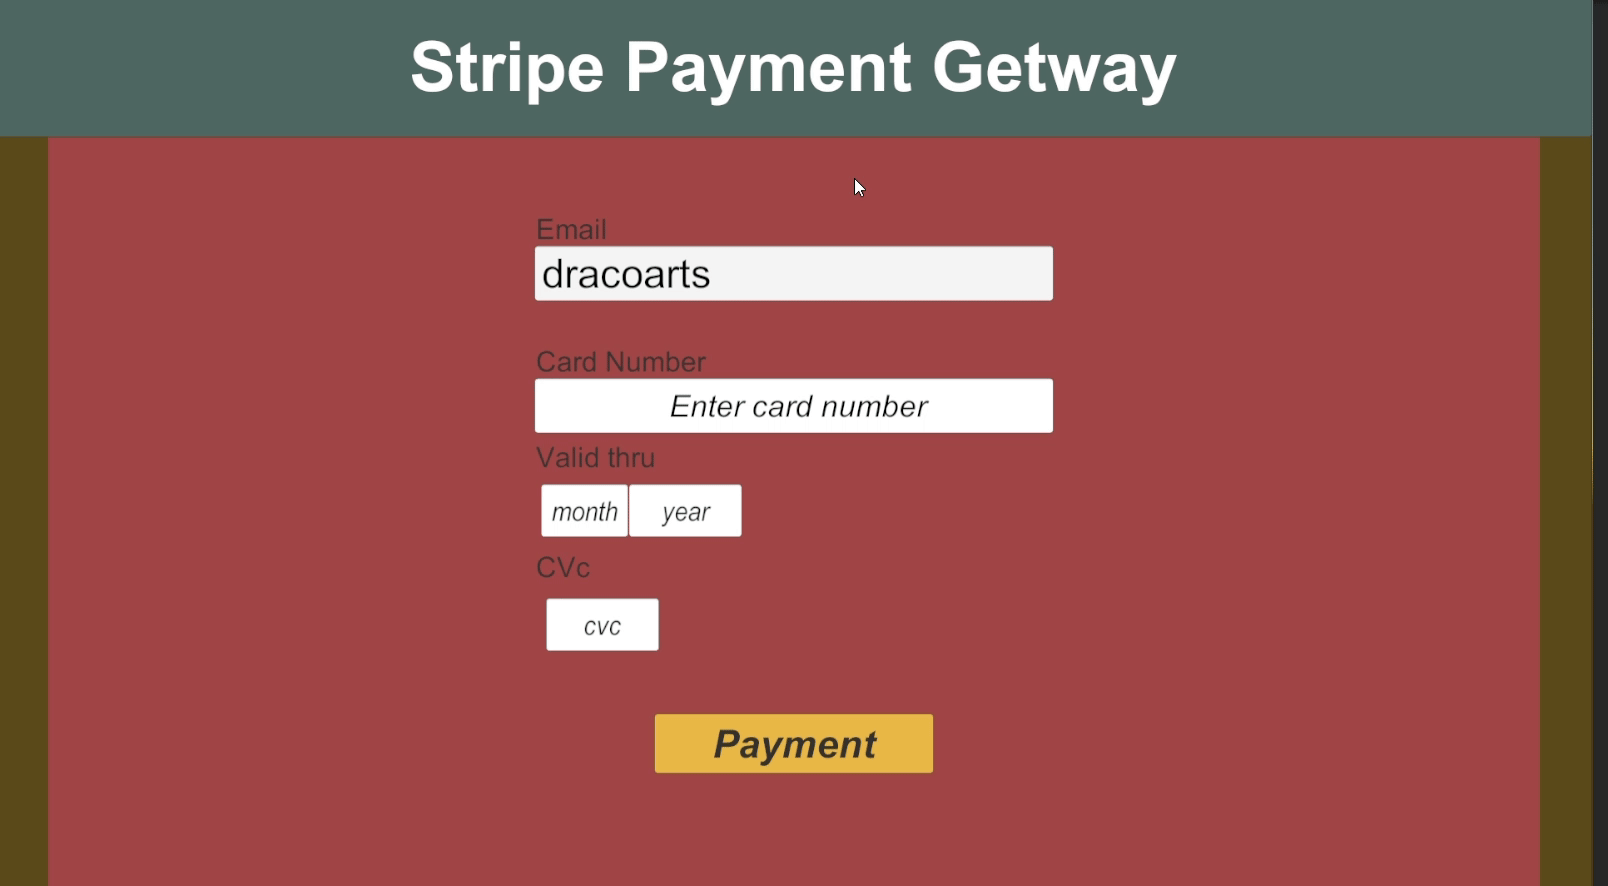 Stripe Payment Getway
Email
dracoarts
Card Number
Enter card number
Valid thru
month year
CVc
cvc
Payment